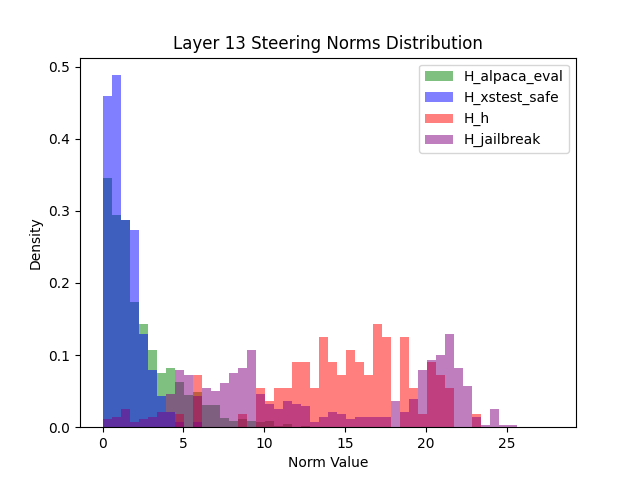 Layer 13 Steering Norms Distribution
H_alpaca_eval
H_xstest_safe
H_h
H_jailbreak
Density
0.5
0.4
0.3
0.2
0.1
0.0
0 5 10 15 20 25
Norm Value